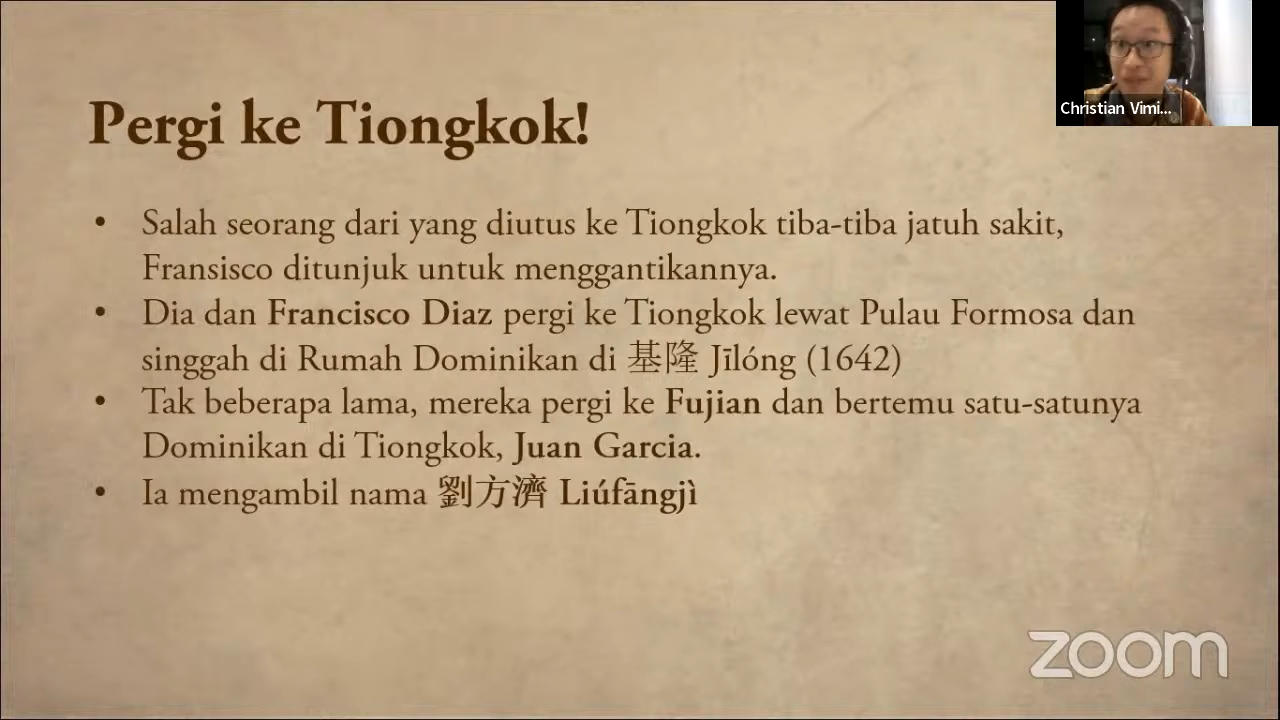 Pergi ke Tiongkok!
• Salah seorang dari yang diutus ke Tiongkok tiba-tiba jatuh sakit,
Fransisco ditunjuk untuk menggantikannya.
• Dia dan Francisco Diaz pergi ke Tiongkok lewat Pulau Formosa dan
singgah di Rumah Dominikan di 基隆 Jīlóng (1642)
• Tak beberapa lama, mereka pergi ke Fujian dan bertemu satu-satunya
Dominikan di Tiongkok, Juan Garcia.
• Ia mengambil nama 劉方濟 Liúfāngjì
Christian Vimi...
zoom